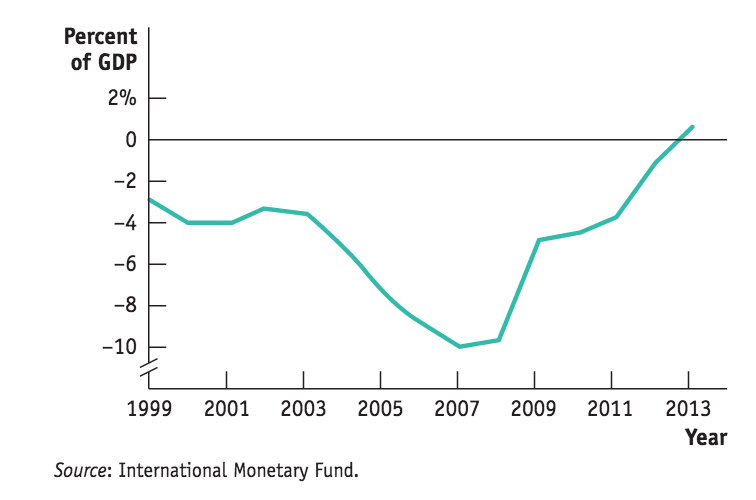 Percent
of GDP
2%
0
–2
–4
–6
–8
–10
1999 2001 2003 2005 2007 2009 2011 2013
Year
Source: International Monetary Fund.